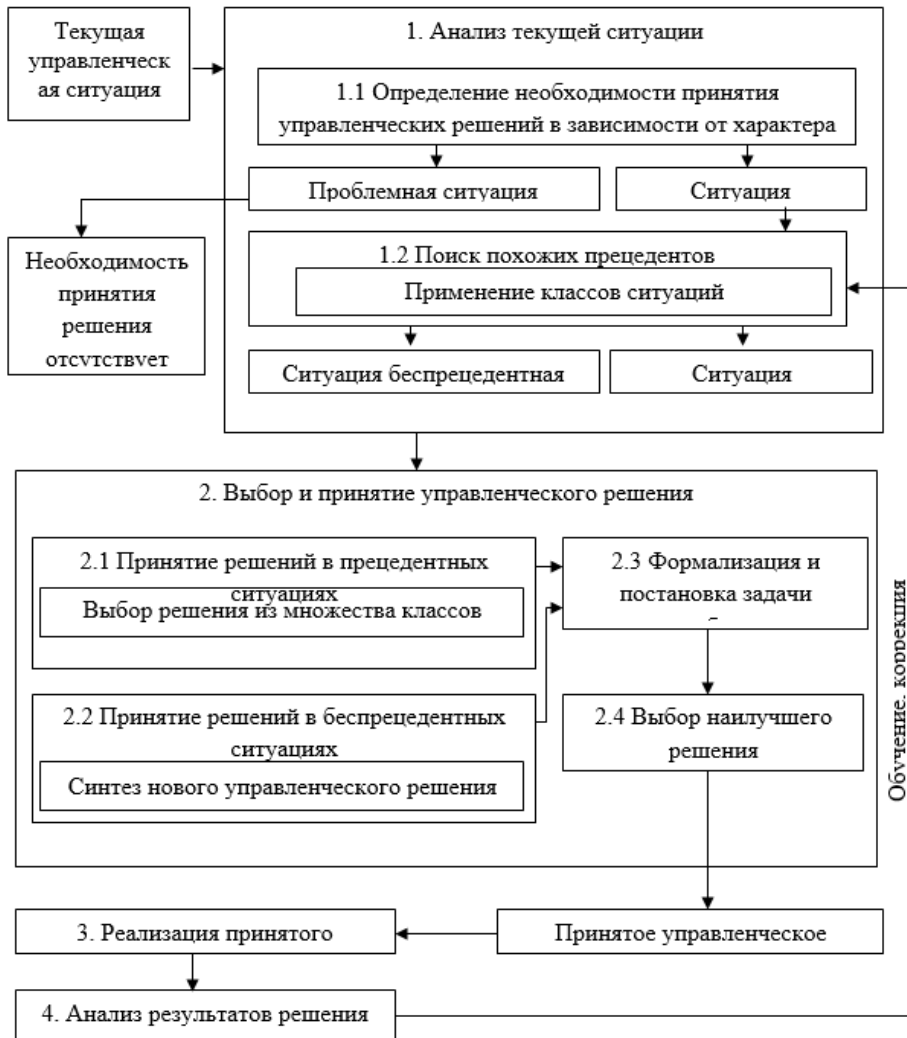 Текущая
управленческ
ая ситуация
1. Анализ текущей ситуации
1.1 Определение необходимости принятия
управленческих решений в зависимости от характера
Проблемная ситуация
Ситуация
Необходимость
принятия
решения
отсутствует
1.2 Поиск похожих прецедентов
Применение классов ситуаций
Ситуация беспрецедентная
Ситуация
2. Выбор и принятие управленческого решения
2.1 Принятие решений в прецедентных
ситуациях
Выбор решения из множества классов
2.3 Формализация и
постановка задачи
2.2 Принятие решений в беспрецедентных
ситуациях
Синтез нового управленческого решения
2.4 Выбор наилучшего
решения
Обучение, коррекция
3. Реализация принятого
Принятое управленческое
4. Анализ результатов решения